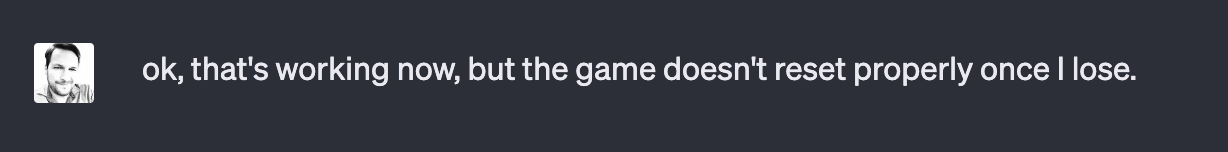 ok, that's working now, but the game doesn't reset properly once I lose.